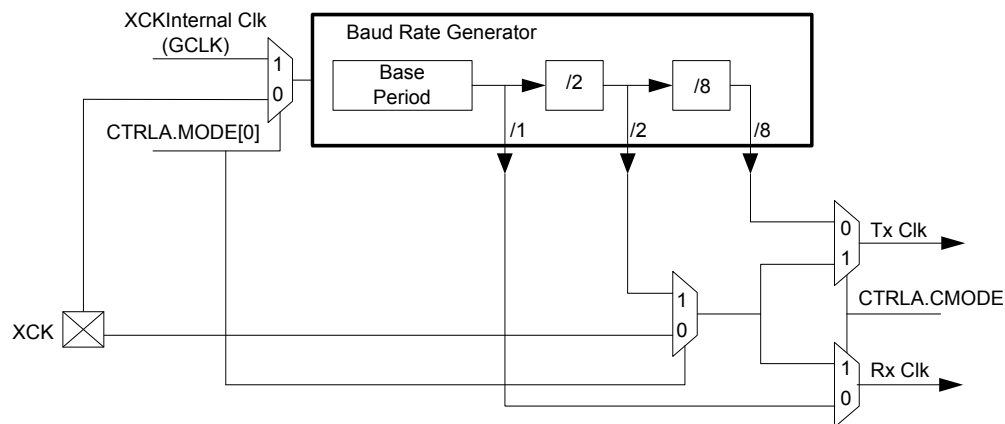 XCKInternal Clk
(GCLK)
Baud Rate Generator
1
0
Base
Period
/2
/8
CTRLA.MODE[0]
/1
/2
/8
0
1
Tx Clk
1
0
CTRLA.CMODE
XCK
1
0
Rx Clk